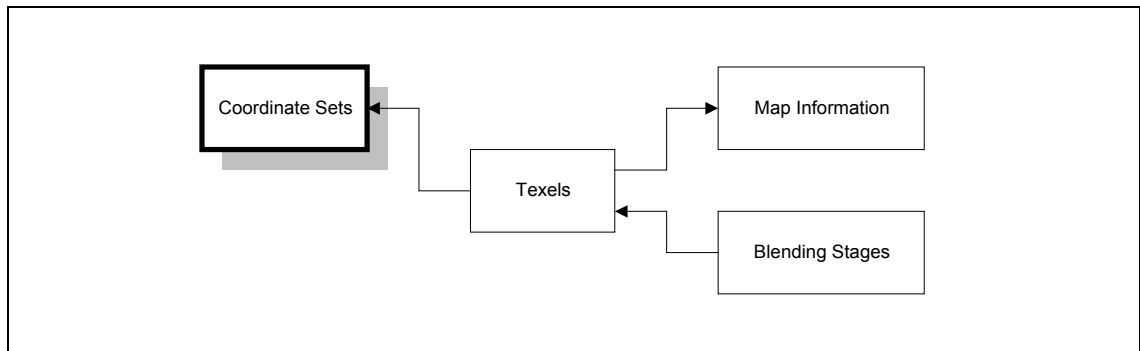 Coordinate Sets
Map Information
Texels
Blending Stages